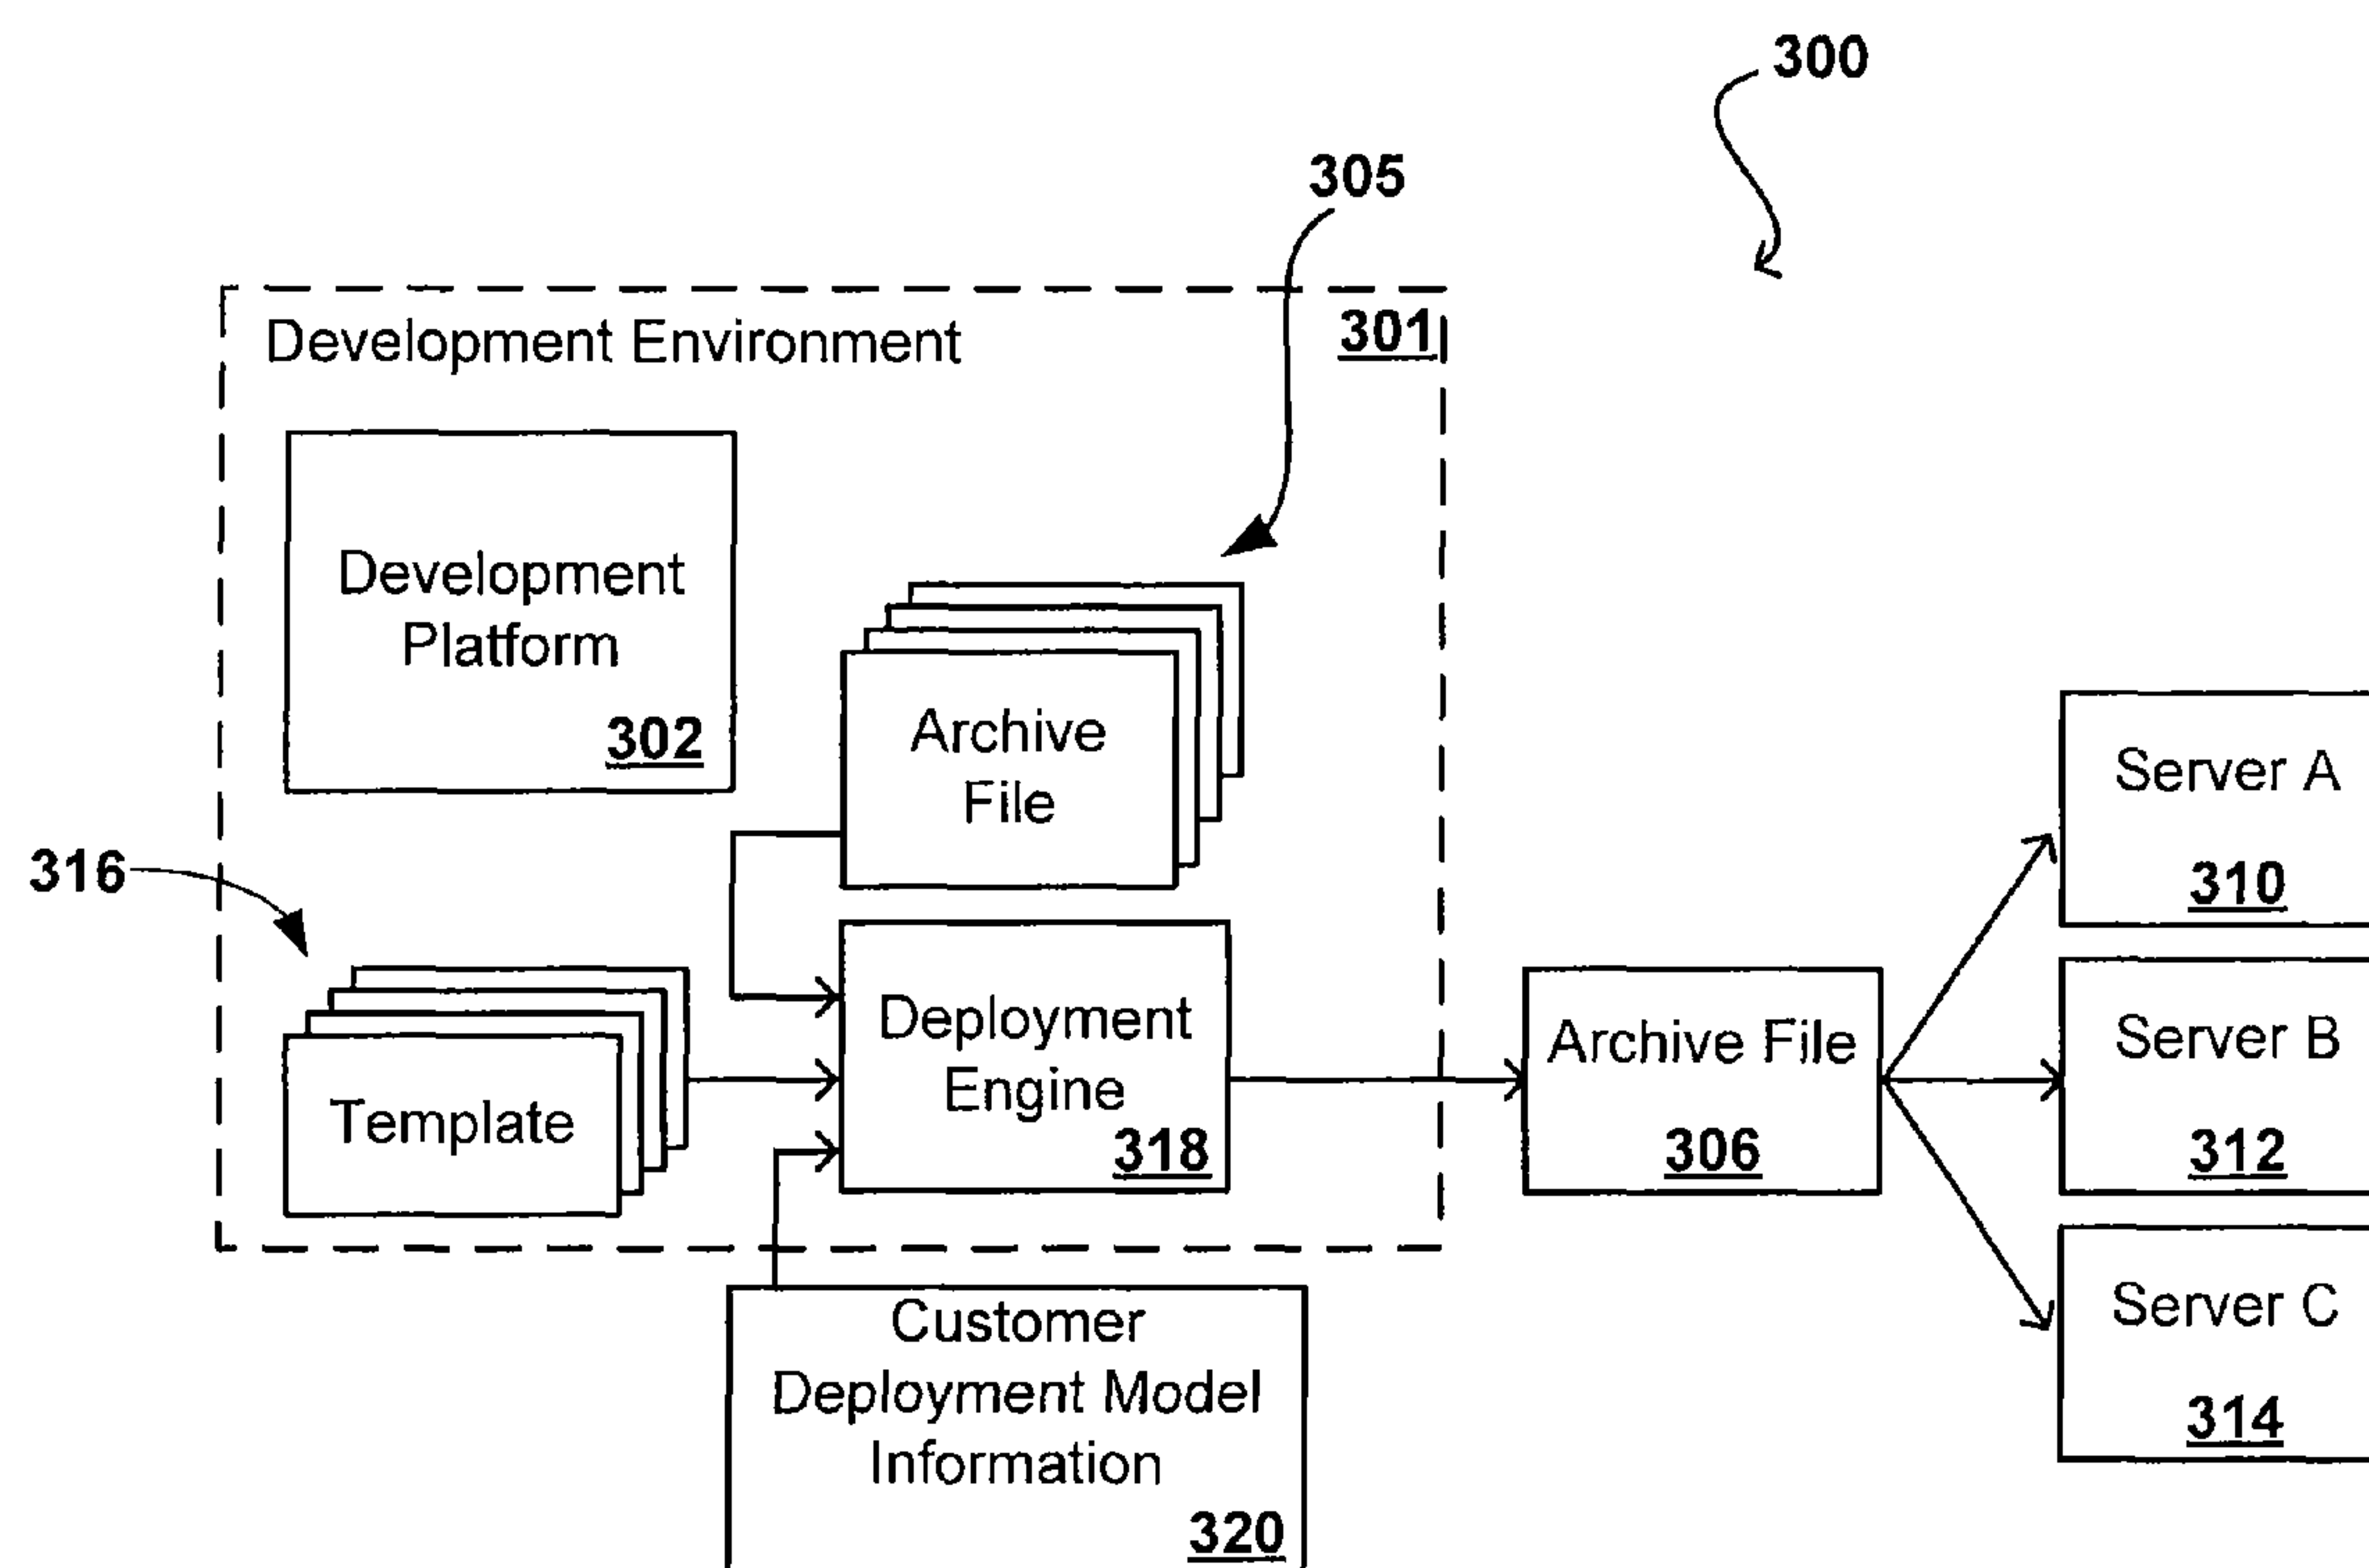 300
305
Development Environment
301
Development
Platform
302
Archive
File
316
Template
Deployment
Engine
318
Customer
Deployment Model
Information
320
Archive File
306
Server A
310
Server B
312
Server C
314